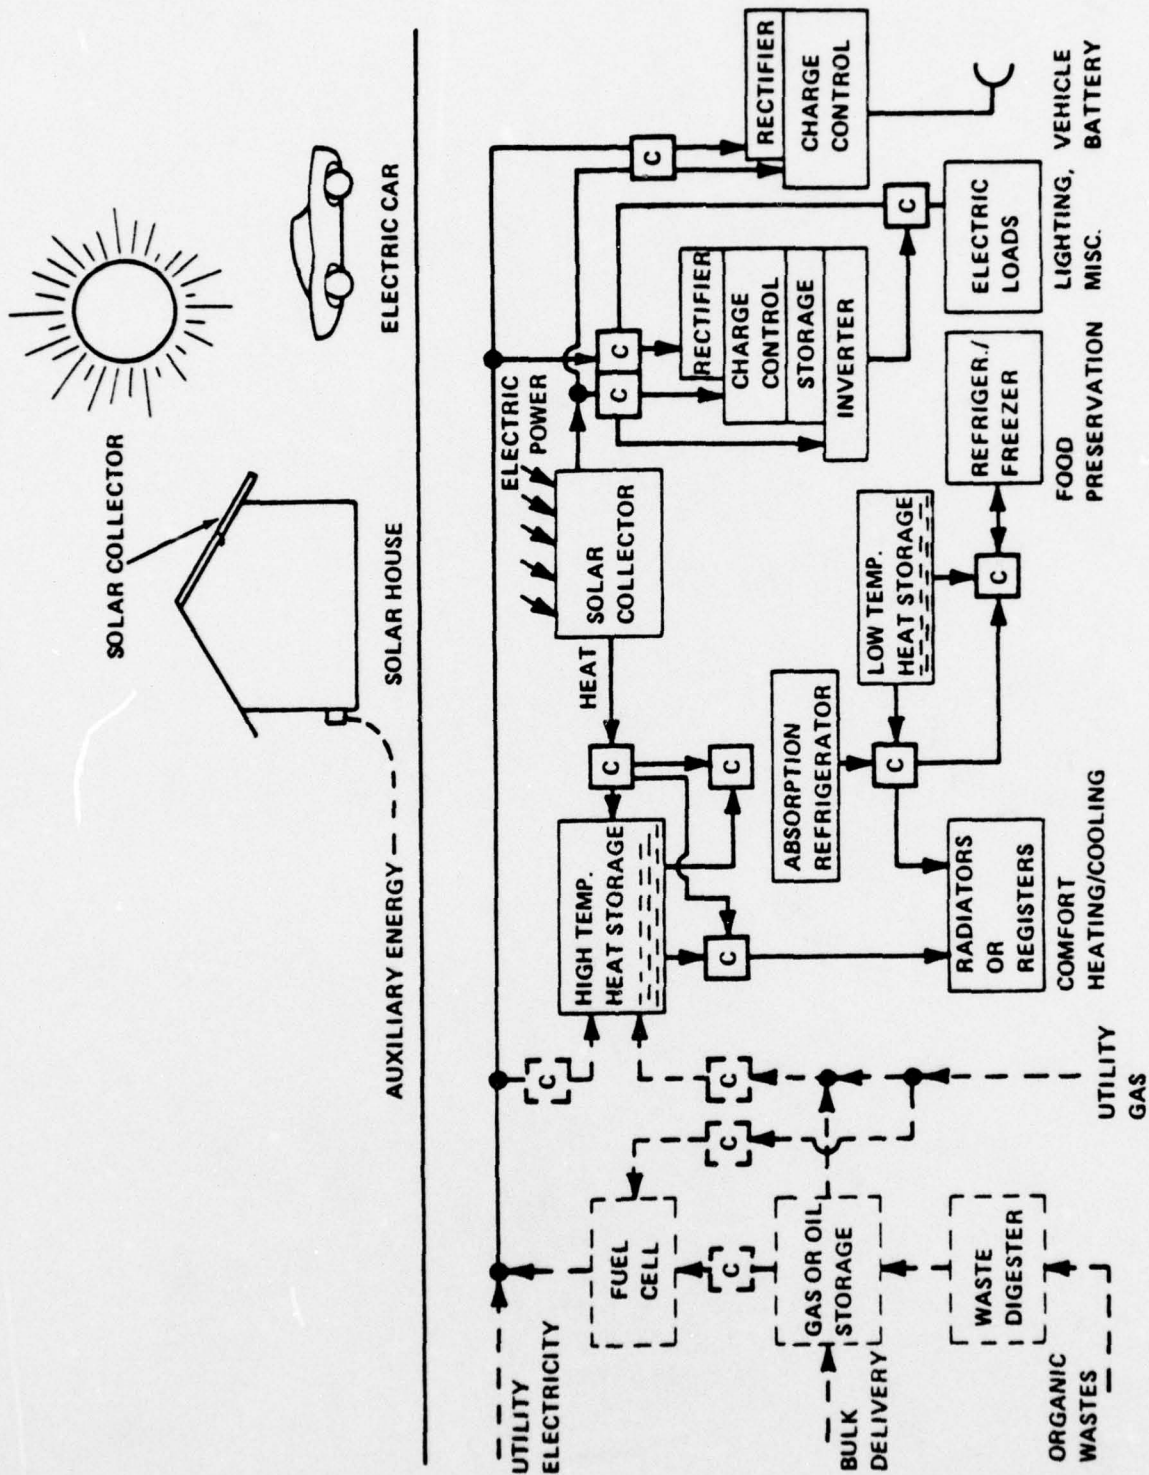 SOLAR COLLECTOR
AUXILIARY ENERGY
SOLAR HOUSE
ELECTRIC CAR
UTILITY
ELECTRICITY
FUEL
CELL
C
BULK
DELIVERY
GAS OR OIL
STORAGE
C
ORGANIC
WASTES
WASTE
DIGESTER
C
C
C
UTILITY
GAS
HIGH TEMP.
HEAT STORAGE
C
C
C
HEAT
SOLAR
COLLECTOR
ELECTRIC
POWER
ABSORPTION
REFRIGERATOR
C
LOW TEMP.
HEAT STORAGE
C
RADIATORS
OR
REGISTERS
COMFORT
HEATING/COOLING
REFRIGER./
FREEZER
FOOD
PRESERVATION
C
C
RECTIFIER
CHARGE
CONTROL
STORAGE
INVERTER
C
ELECTRIC
LOADS
LIGHTING,
MISC.
C
RECTIFIER
CHARGE
CONTROL
VEHICLE
BATTERY